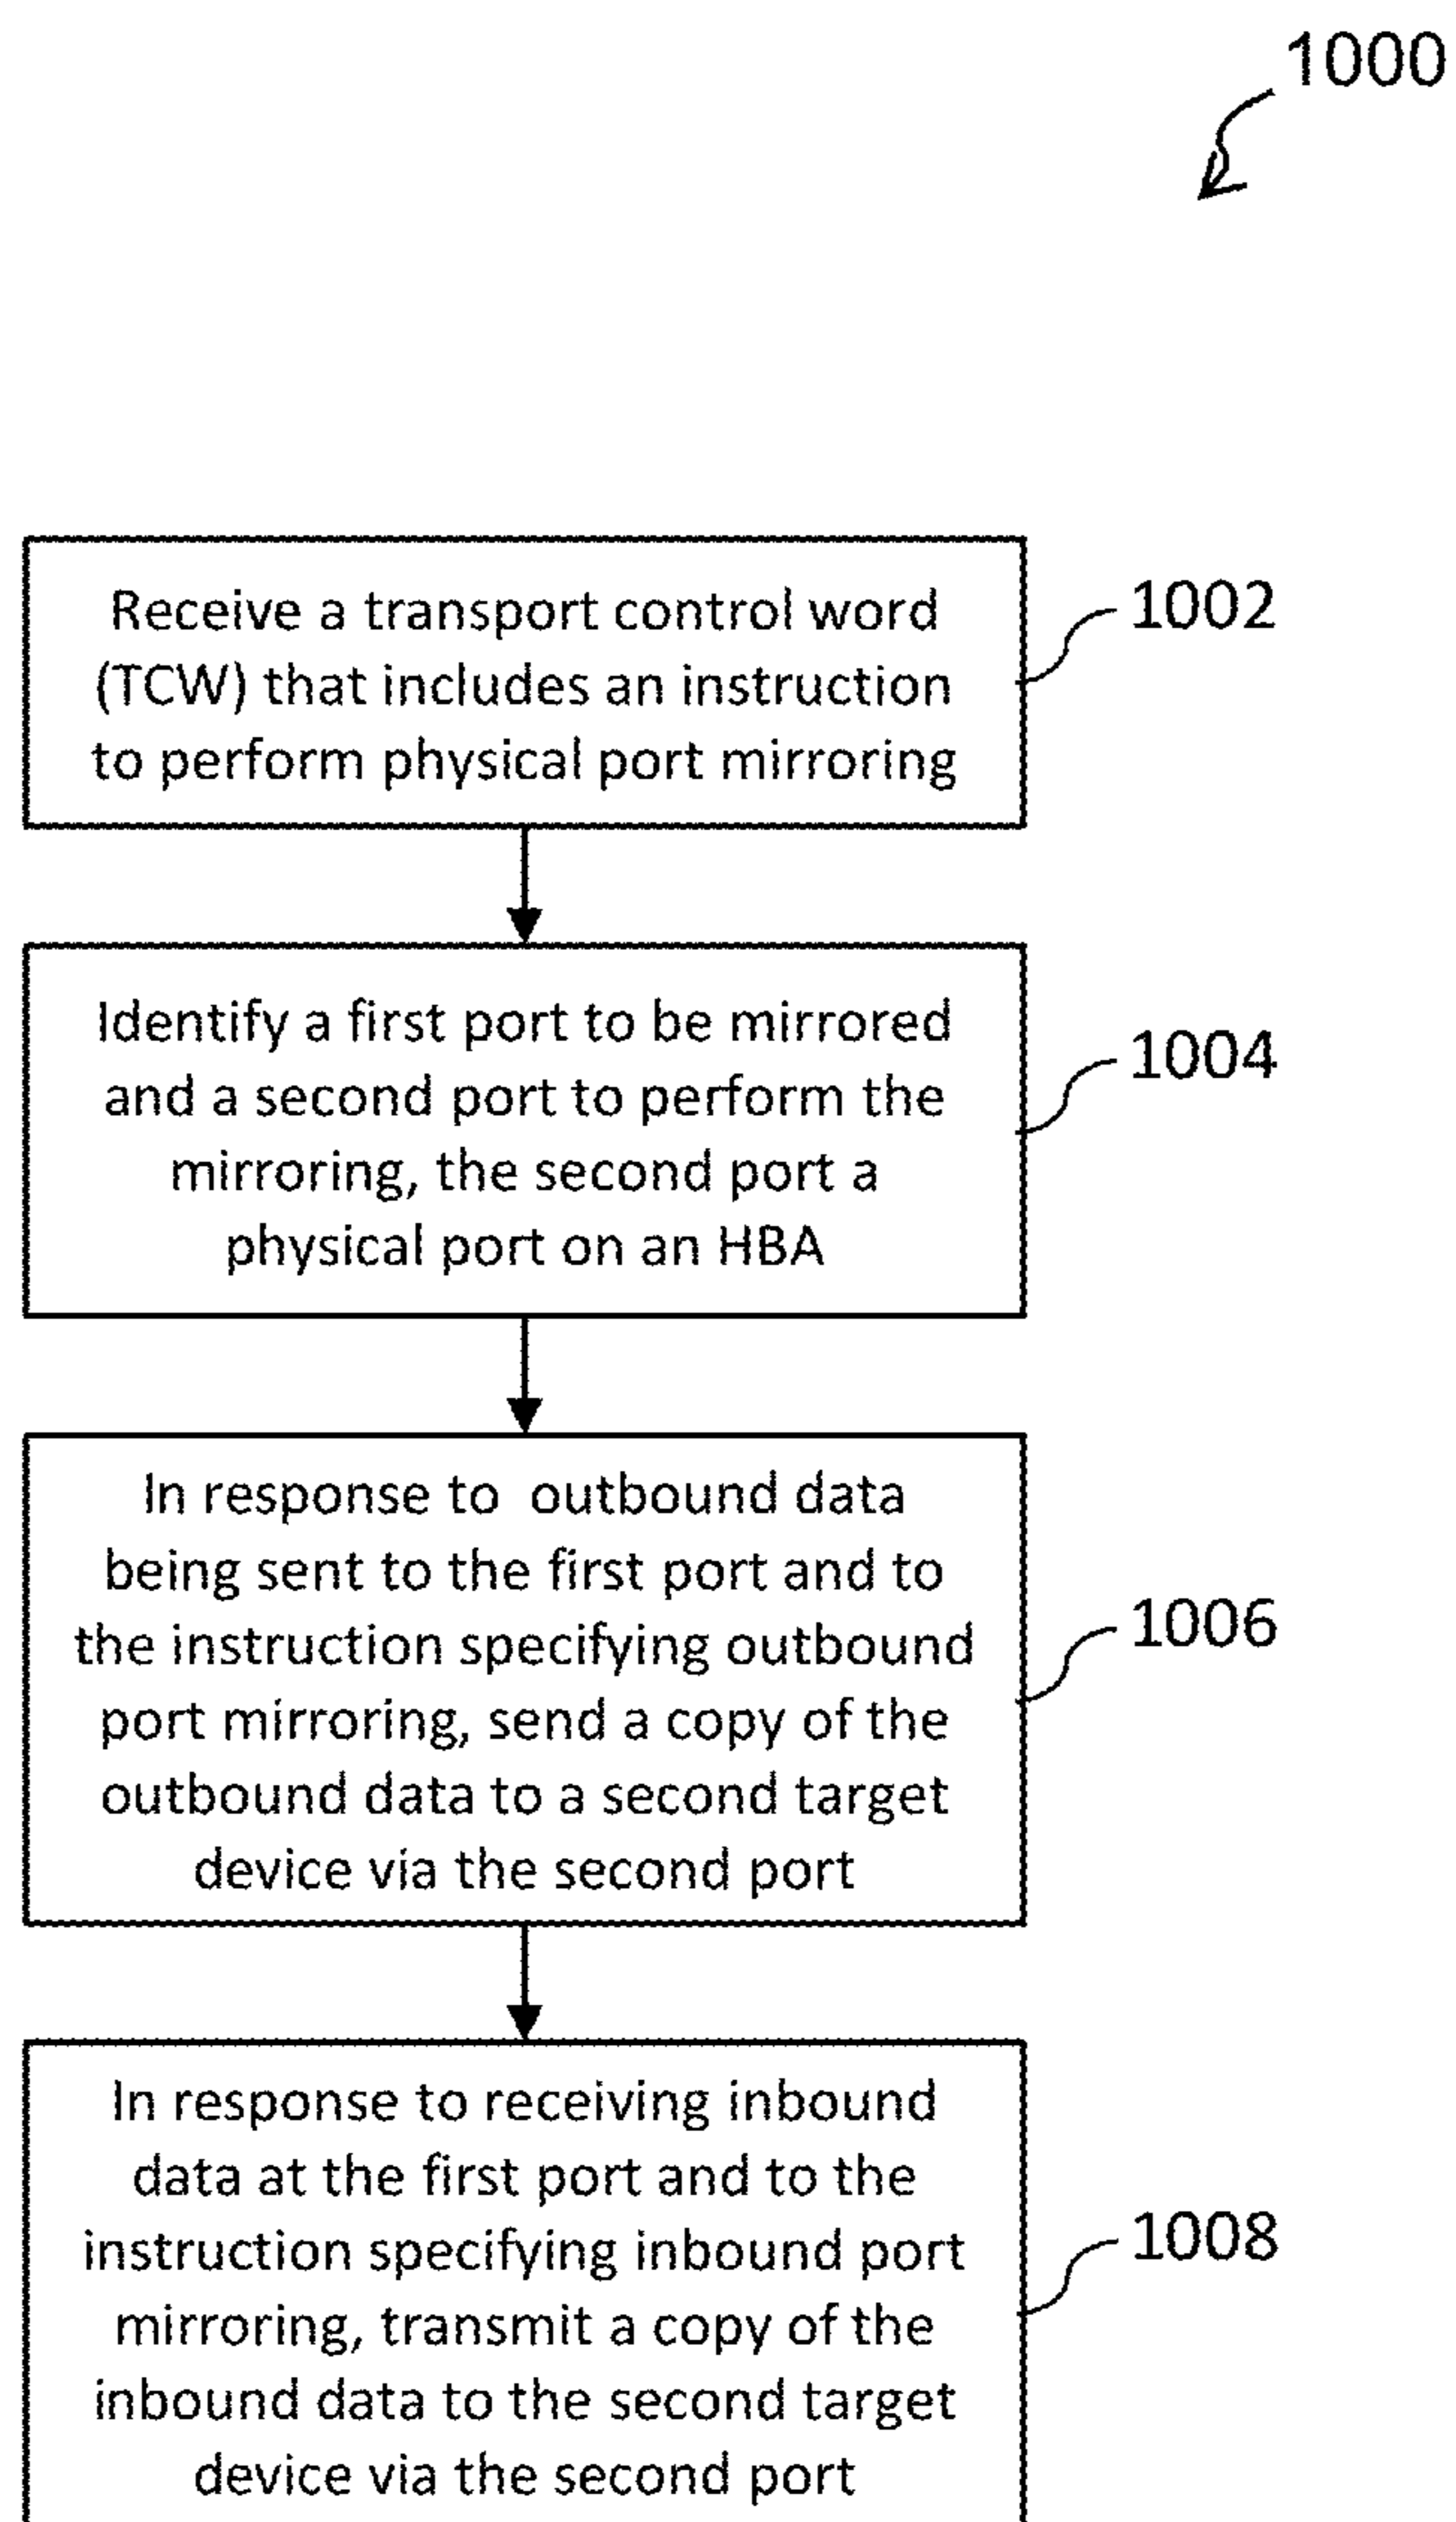 1000
Receive a transport control word
(TCW) that includes an instruction
to perform physical port mirroring
1002
Identify a first port to be mirrored
and a second port to perform the
mirroring, the second port a
physical port on an HBA
1004
In response to outbound data
being sent to the first port and to
the instruction specifying outbound
port mirroring, send a copy of the
outbound data to a second target
device via the second port
1006
In response to receiving inbound
data at the first port and to the
instruction specifying inbound port
mirroring, transmit a copy of the
inbound data to the second target
device via the second port
1008